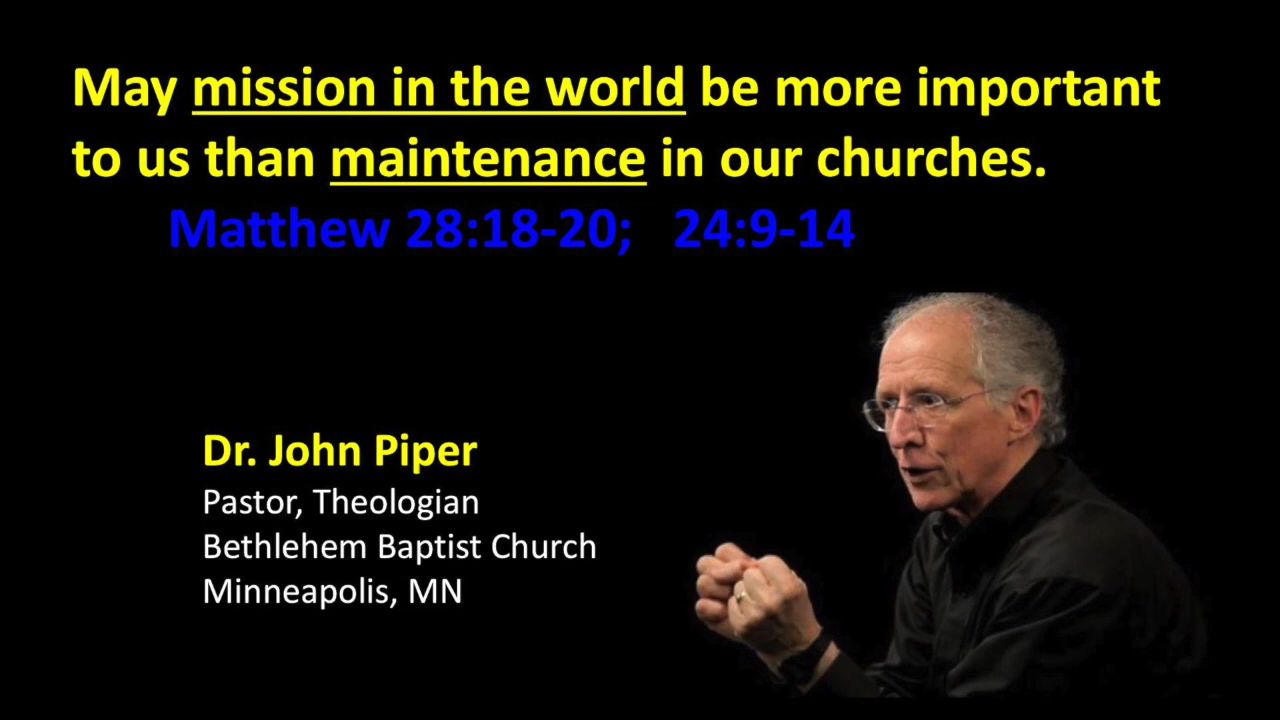 May mission in the world be more important
to us than maintenance in our churches.
Matthew 28:18-20; 24:9-14
Dr. John Piper
Pastor, Theologian
Bethlehem Baptist Church
Minneapolis, MN